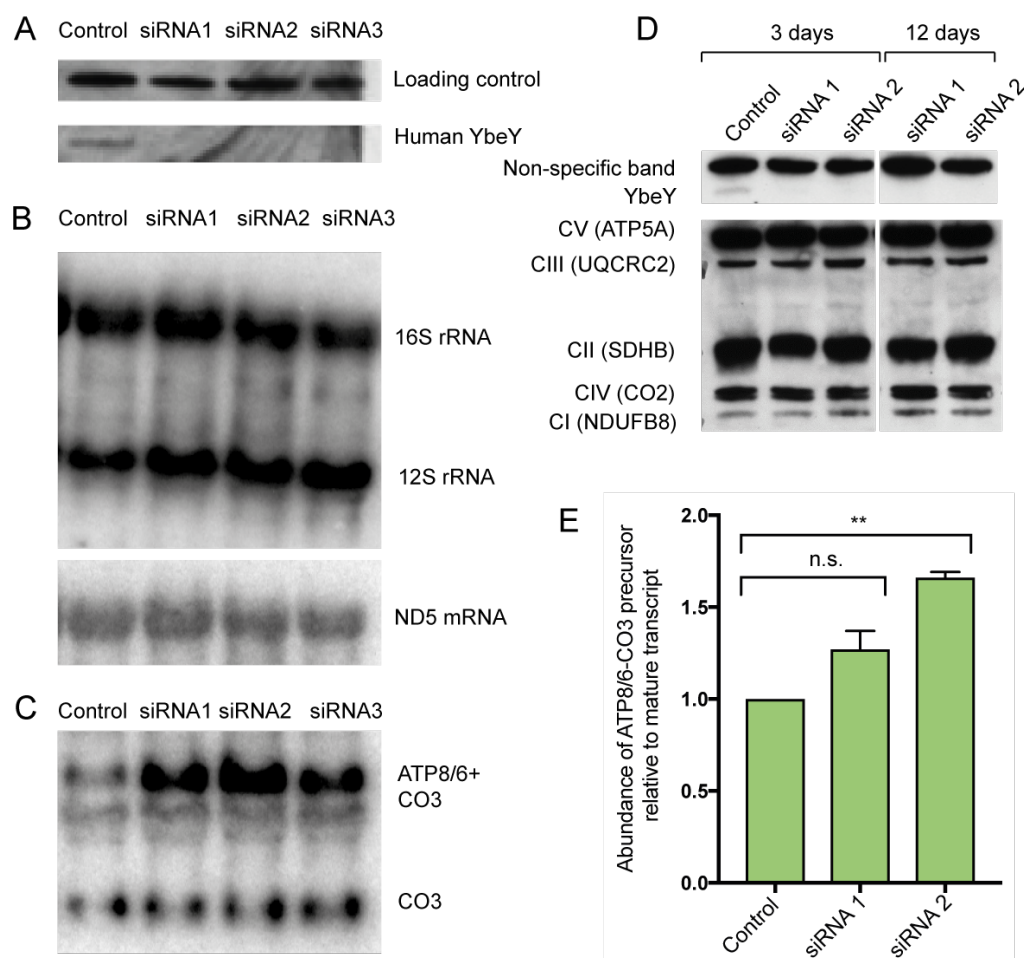 A
Control siRNA1 siRNA2 siRNA3
Loading control
Human YbeY
B
Control siRNA1 siRNA2 siRNA3
16S rRNA
12S rRNA
ND5 mRNA
C
Control siRNA1 siRNA2 siRNA3
ATP8/6+
CO3
CO3
D
3 days 12 days
Control siRNA 1 siRNA 2 siRNA 1 siRNA 2
Non-specific band
YbeY
CV (ATP5A)
CIII (UQCRC2)
CII (SDHB)
CIV (CO2)
CI (NDUFB8)
E
Abundance of ATP8/6-CO3 precursor
relative to mature transcript
2.0
1.5
1.0
0.5
0.0
**
n.s.
Control siRNA 1 siRNA 2